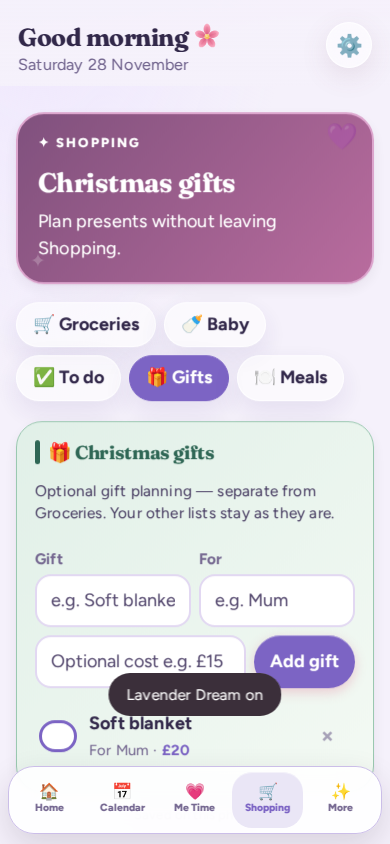 Good morning 🌸
Saturday 28 November
⚙️
✦ SHOPPING
Christmas gifts
Plan presents without leaving
Shopping.
🛒 Groceries
🍼 Baby
✅ To do
🎁 Gifts
🍽️ Meals
🎁 Christmas gifts
Optional gift planning — separate from
Groceries. Your other lists stay as they are.
Gift
For
e.g. Soft blanke
e.g. Mum
Optional cost e.g. £15
Add gift
Lavender Dream on
Soft blanket
For Mum · £20
×
Home
Calendar
Me Time
Shopping
More